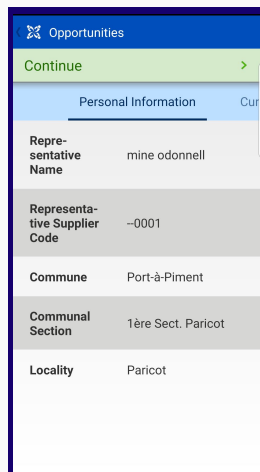 Opportunities
Continue
Personal Information Cur
Repre-
sentative
Name
mine odonnell
Representa-
tive Supplier
Code
--0001
Commune Port-à-Piment
Communal
Section
1ère Sect. Paricot
Locality Paricot